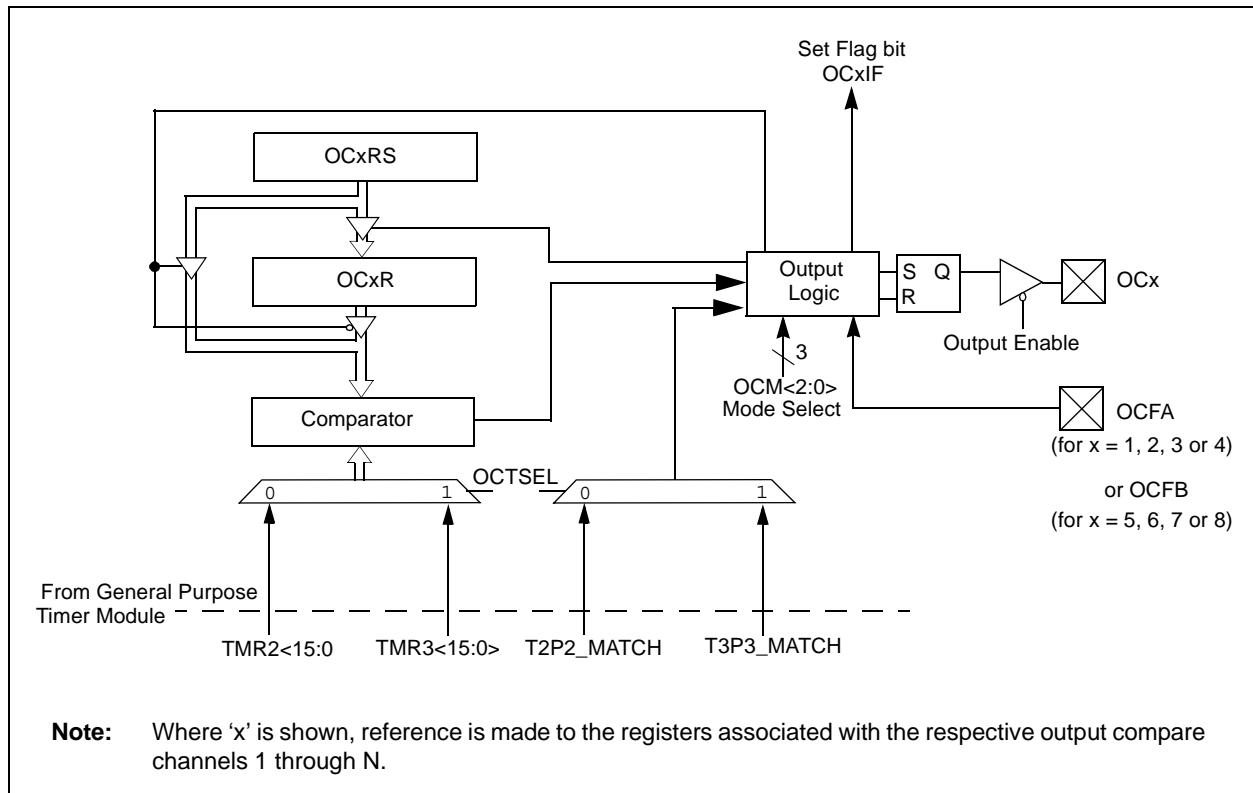 Set Flag bit
OCxIF
OCxRS
OCxR
Output
Logic
S Q
R
OCx
Output Enable
3
OCM<2:0>
Mode Select
Comparator
OCFA
(for x = 1, 2, 3 or 4)
or OCFB
(for x = 5, 6, 7 or 8)
0 1
OCTSEL
0 1
From General Purpose
Timer Module
TMR2<15:0
TMR3<15:0>
T2P2_MATCH
T3P3_MATCH
Note: Where ‘x’ is shown, reference is made to the registers associated with the respective output compare
channels 1 through N.